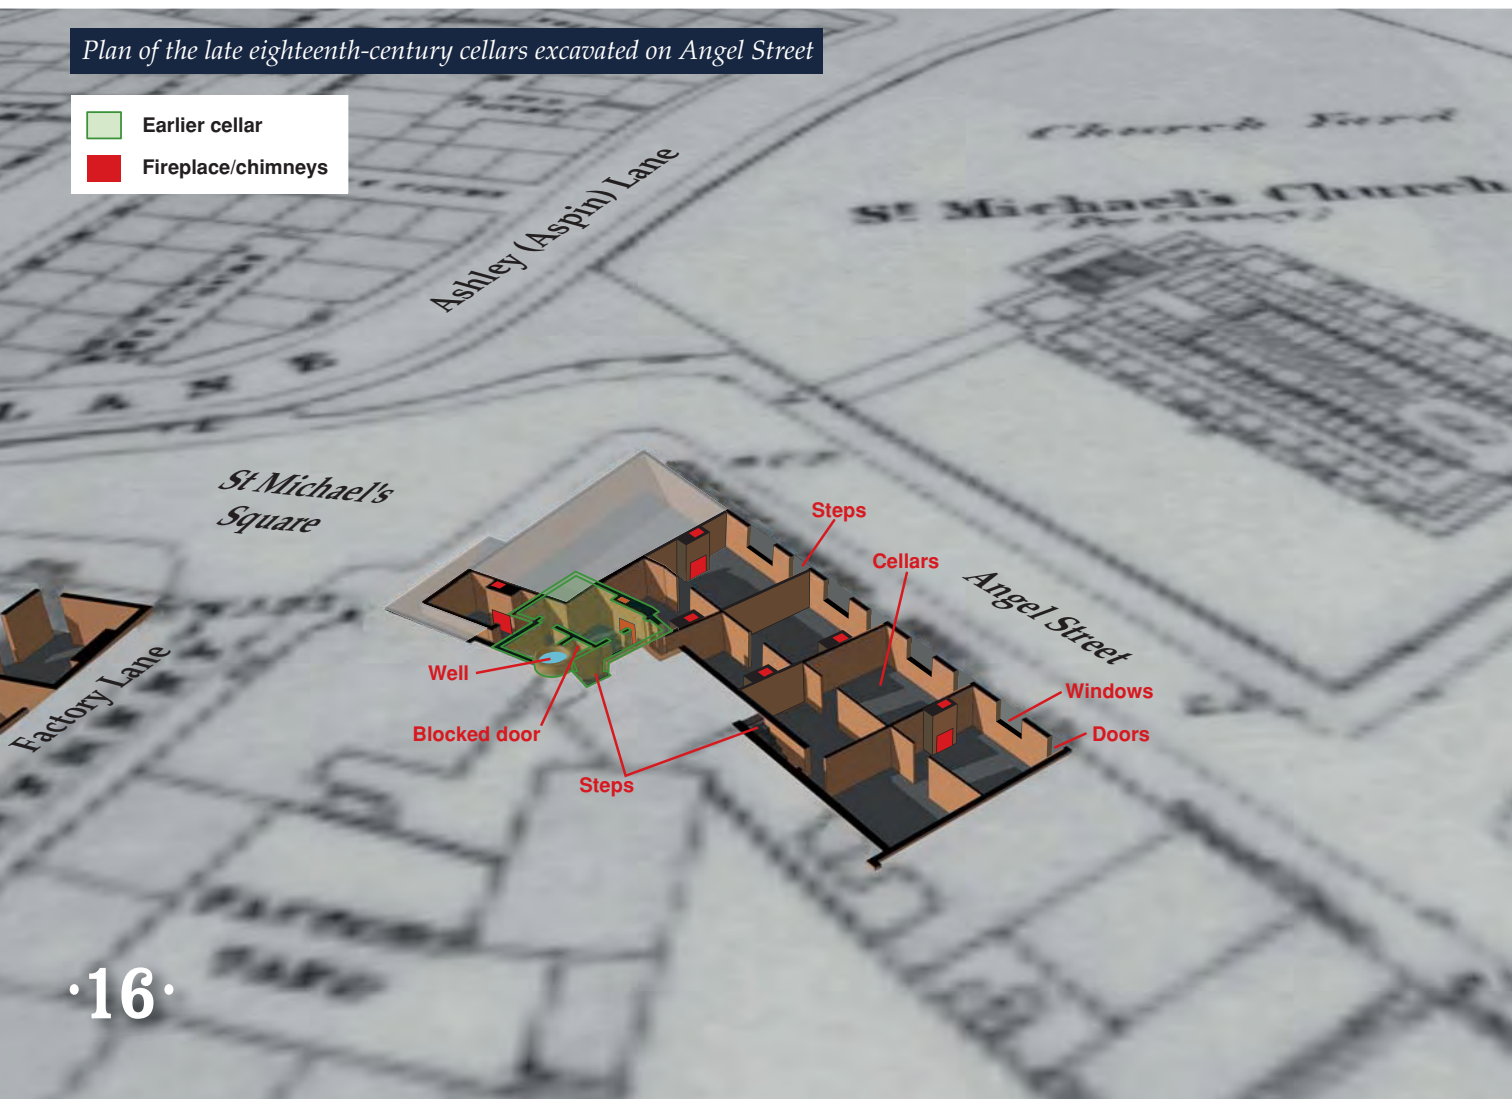 Plan of the late eighteenth-century cellars excavated on Angel Street
Earlier cellar
Fireplace/chimneys
Church Yard
St Michael's Church
Ashley (Aspin) Lane
LANE
St Michael's
Square
Steps
Cellars
Angel Street
Well
Windows
Blocked door
Doors
Factory Lane
Steps
·16·